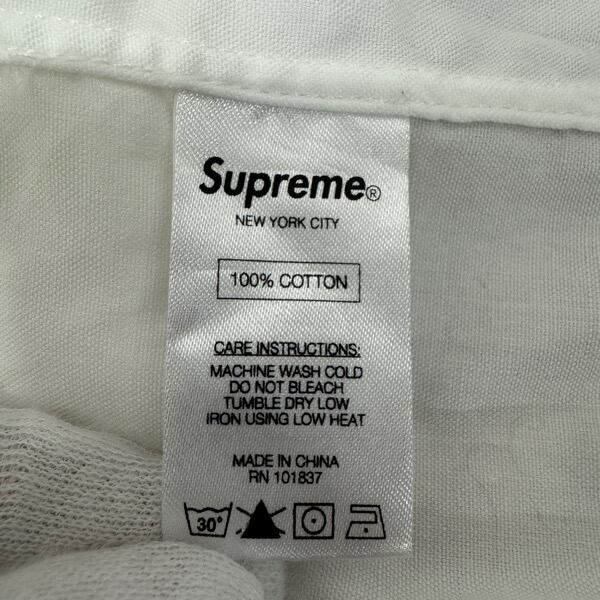 Supreme®
NEW YORK CITY
100% COTTON
CARE INSTRUCTIONS:
MACHINE WASH COLD
DO NOT BLEACH
TUMBLE DRY LOW
IRON USING LOW HEAT
MADE IN CHINA
RN 101837
30°